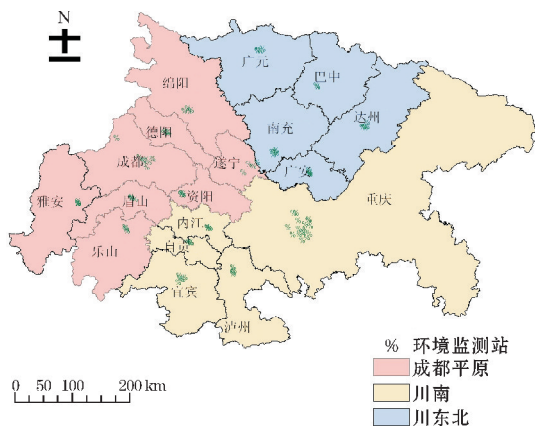 N
广元
巴中
绵阳
达州
德阳
南充
成都
遂宁
广安
雅安
眉山
资阳
重庆
内江
乐山
自贡
宜宾
泸州
% 环境监测站
成都平原
川南
川东北
0 50 100 200 km